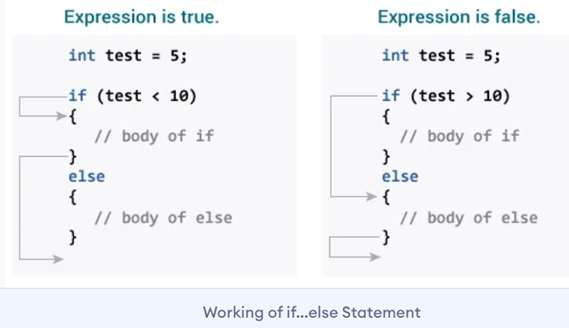 Expression is true.
int test = 5;
if (test < 10)
{
// body of if
}
else
{
// body of else
}
Expression is false.
int test = 5;
if (test > 10)
{
// body of if
}
else
{
// body of else
}
Working of if...else Statement